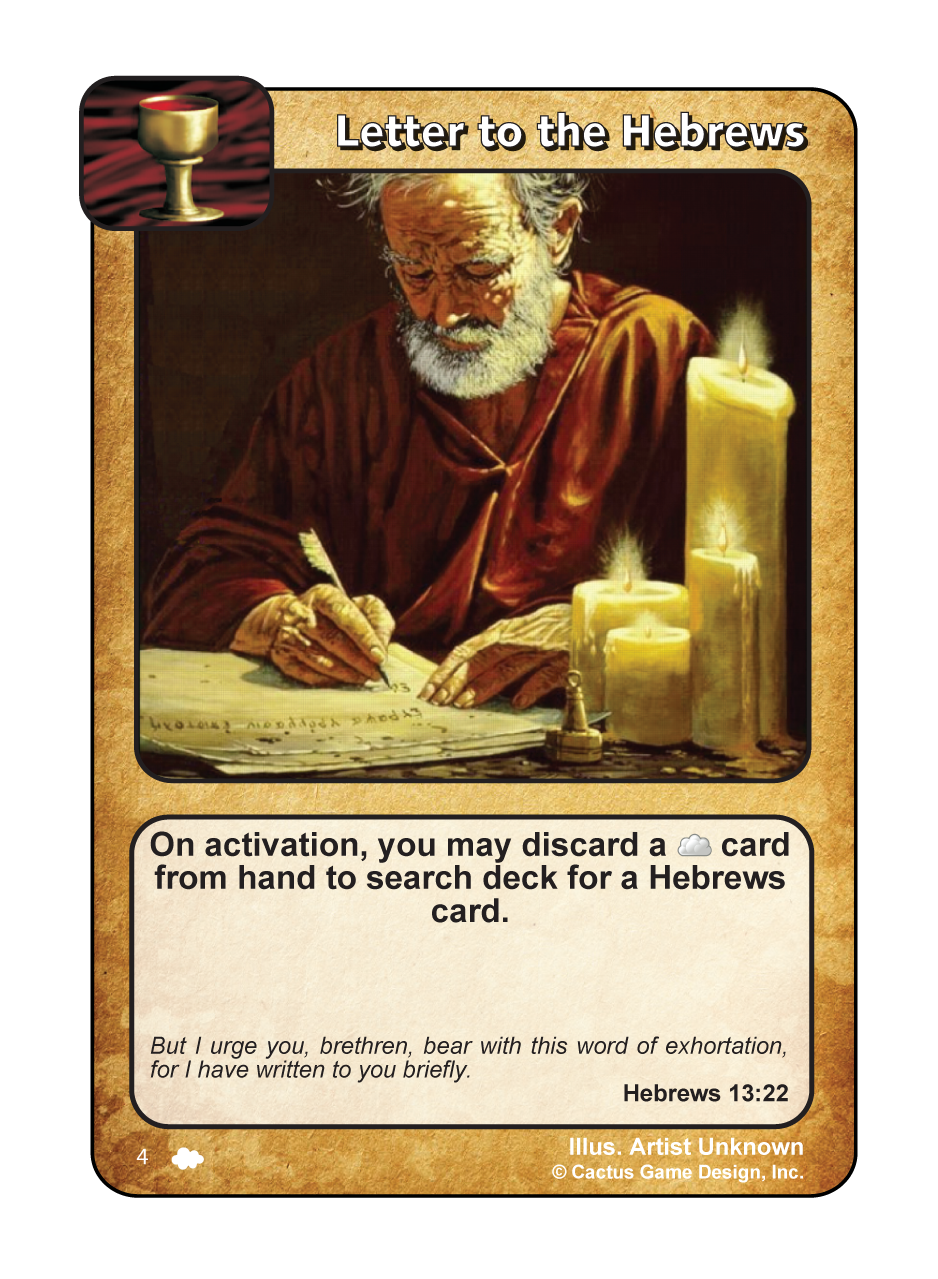 Letter to the Hebrews
On activation, you may discard a card
from hand to search deck for a Hebrews
card.
But I urge you, brethren, bear with this word of exhortation,
for I have written to you briefly.
Hebrews 13:22
4
Illus. Artist Unknown
© Cactus Game Design, Inc.